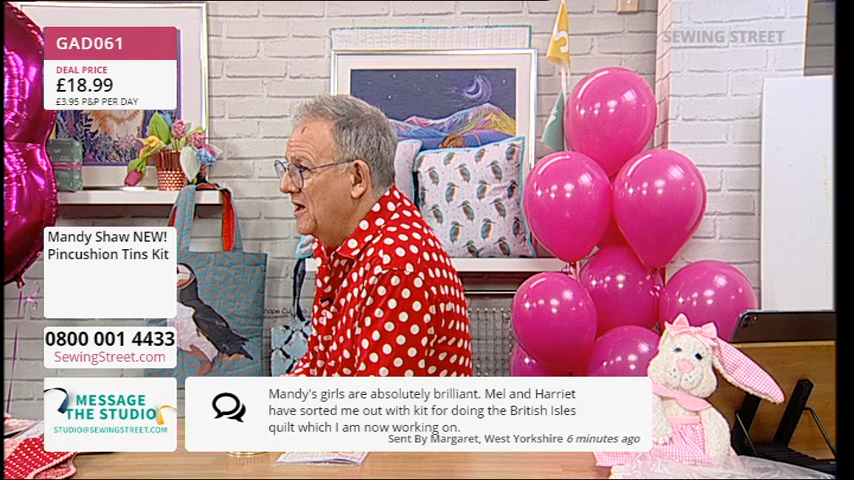 GAD061
DEAL PRICE
£18.99
£3.95 P&P PER DAY
SEWING STREET
Mandy Shaw NEW!
Pincushion Tins Kit
0800 001 4433
SewingStreet.com
MESSAGE
THE STUDIO
STUDIO@SEWINGSTREET.COM
Mandy's girls are absolutely brilliant. Mel and Harriet
have sorted me out with kit for doing the British Isles
quilt which I am now working on.
Sent By Margaret, West Yorkshire 6 minutes ago